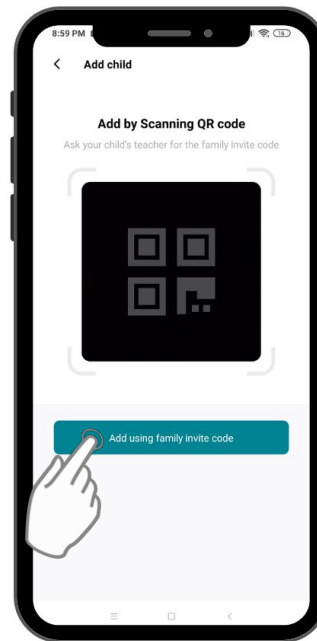 8:59 PM
16
Add child
Add by Scanning QR code
Ask your child's teacher for the family invite code
Add using family invite code